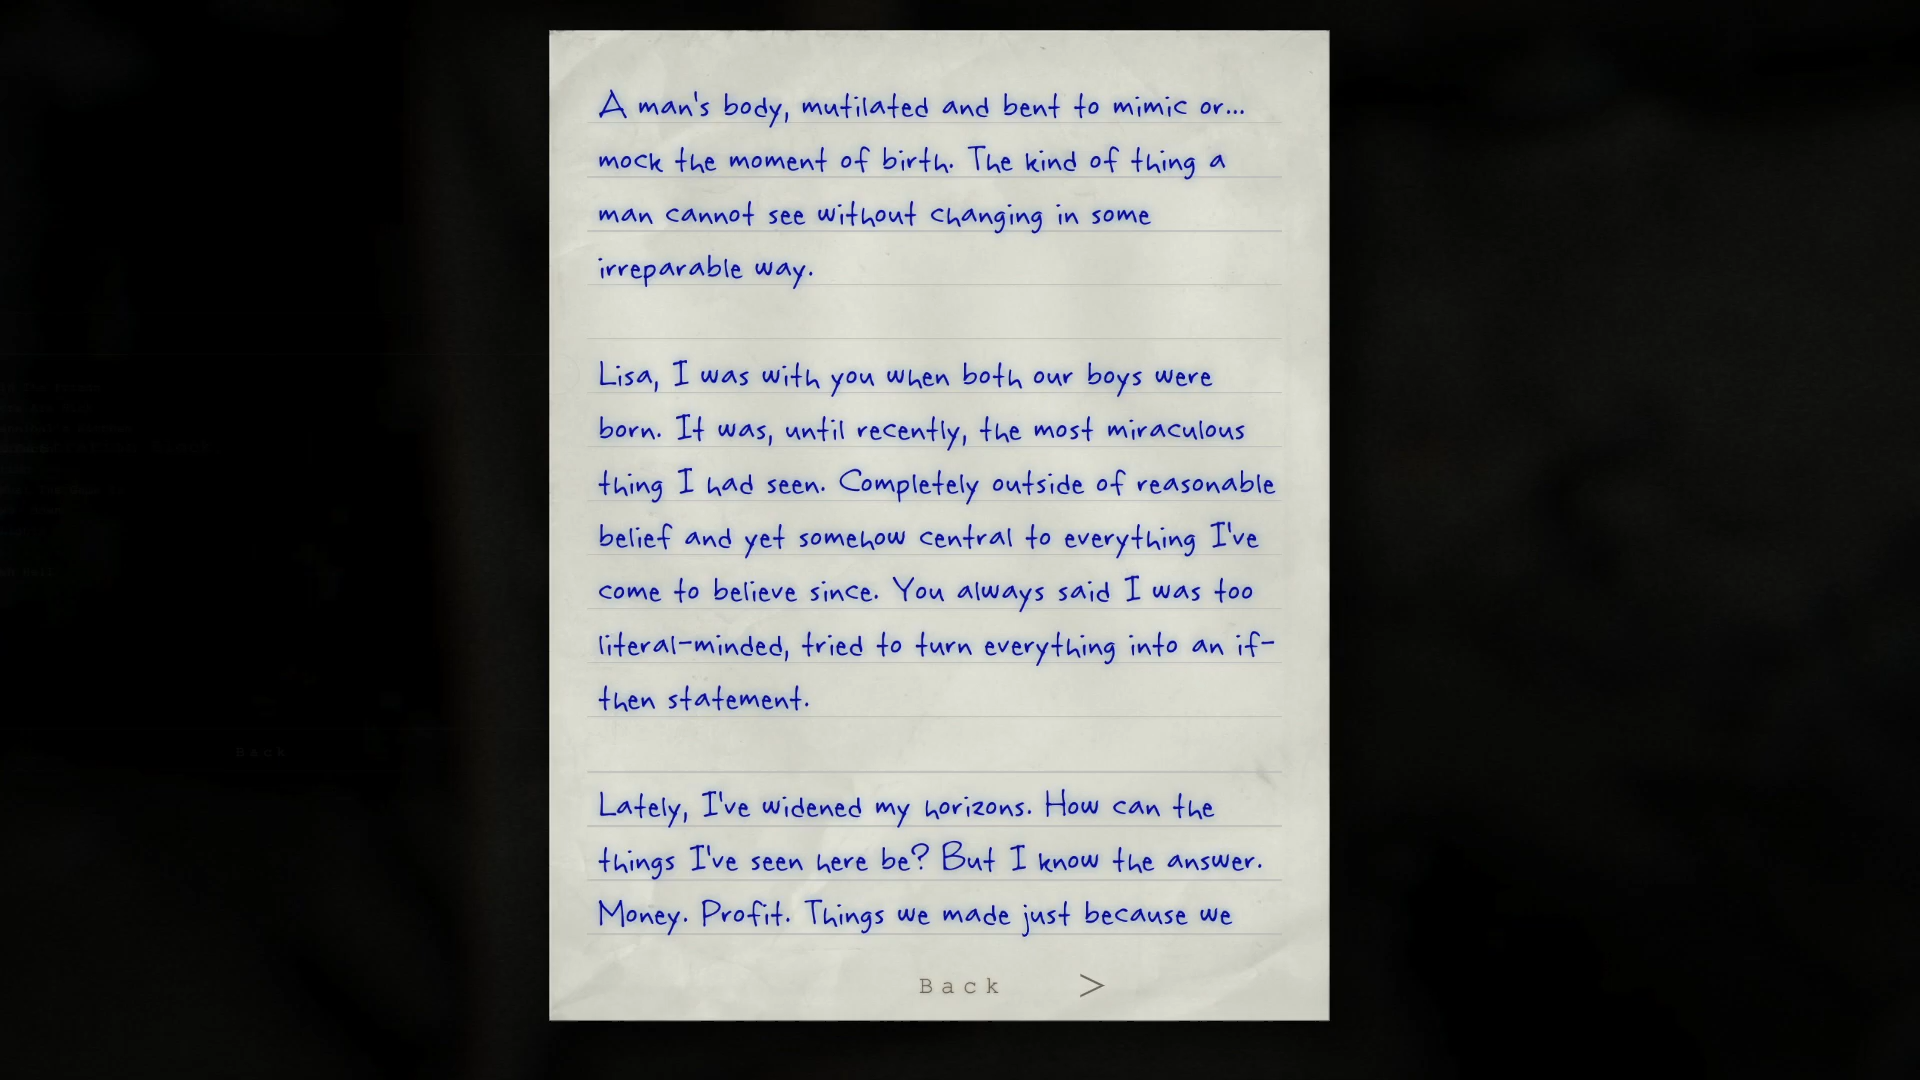 A man's body, mutilated and bent to mimic or...
mock the moment of birth. The kind of thing a
man cannot see without changing in some
irreparable way.
Lisa, I was with you when both our boys were
born. It was, until recently, the most miraculous
thing I had seen. Completely outside of reasonable
belief and yet somehow central to everything I've
come to believe since. You always said I was too
literal-minded, tried to turn everything into an if-
then statement.
Lately, I've widened my horizons. How can the
things I've seen here be? But I know the answer.
Money. Profit. Things we made just because we
Back >
Back